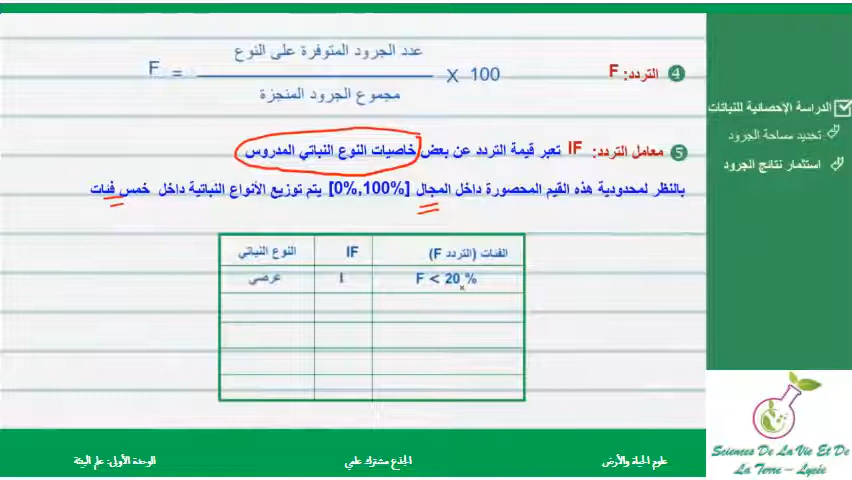 ④ التردد: F
F = عدد الجرود المتوفرة على النوع X 100
مجموع الجرود المنجزة
⑤ معامل التردد: IF تعبر قيمة التردد عن بعض خاصيات النوع النباتي المدروس
بالنظر لمحدودية هذه القيم المحصورة داخل المجال [0%,100%] يتم توزيع الأنواع النباتية داخل خمس فئات
الفئات (التردد F) IF النوع النباتي
F < 20 % I عرضي
الدراسة الإحصائية للنباتات
تحديد مساحة الجرود
استثمار نتائج الجرود
Sciences De La Vie Et De
La Terre – Lycée
علوم الحياة والأرض
الجذع مشترك علمي
الوحدة الأولى: علم البيئة